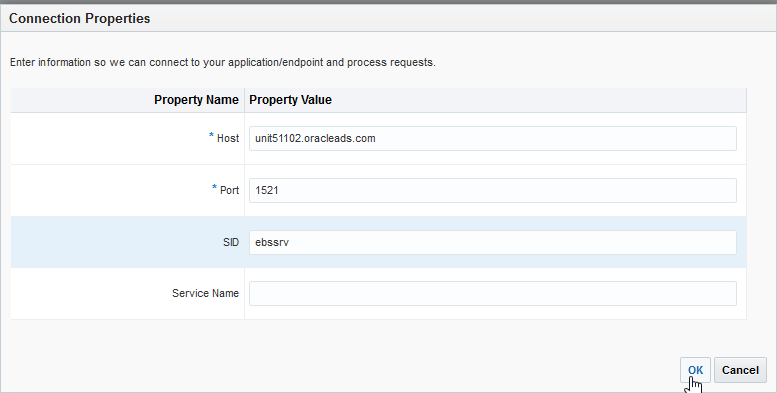 Connection Properties
Enter information so we can connect to your application/endpoint and process requests.
Property Name Property Value
* Host unit51102.oracleads.com
* Port 1521
SID ebssrv
Service Name
OK Cancel